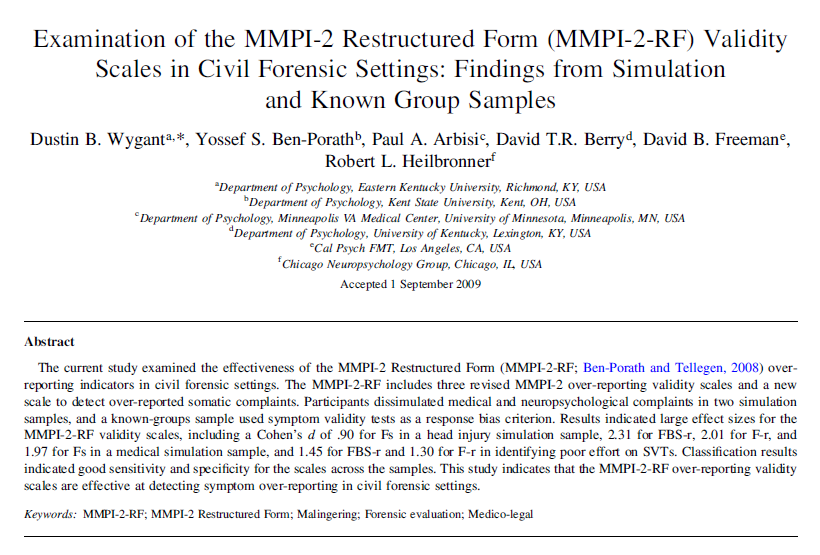 Examination of the MMPI-2 Restructured Form (MMPI-2-RF) Validity
Scales in Civil Forensic Settings: Findings from Simulation
and Known Group Samples
Dustin B. Wygantᵃ,*, Yossef S. Ben-Porathᵇ, Paul A. Arbisiᶜ, David T.R. Berryᵈ, David B. Freemanᵉ,
Robert L. Heilbronnerᶠ
ᵃDepartment of Psychology, Eastern Kentucky University, Richmond, KY, USA
ᵇDepartment of Psychology, Kent State University, Kent, OH, USA
ᶜDepartment of Psychology, Minneapolis VA Medical Center, University of Minnesota, Minneapolis, MN, USA
ᵈDepartment of Psychology, University of Kentucky, Lexington, KY, USA
ᵉCal Psych FMT, Los Angeles, CA, USA
ᶠChicago Neuropsychology Group, Chicago, IL, USA
Accepted 1 September 2009
Abstract
The current study examined the effectiveness of the MMPI-2 Restructured Form (MMPI-2-RF; Ben-Porath and Tellegen, 2008) over-
reporting indicators in civil forensic settings. The MMPI-2-RF includes three revised MMPI-2 over-reporting validity scales and a new
scale to detect over-reported somatic complaints. Participants dissimulated medical and neuropsychological complaints in two simulation
samples, and a known-groups sample used symptom validity tests as a response bias criterion. Results indicated large effect sizes for the
MMPI-2-RF validity scales, including a Cohen's d of .90 for Fs in a head injury simulation sample, 2.31 for FBS-r, 2.01 for F-r, and
1.97 for Fs in a medical simulation sample, and 1.45 for FBS-r and 1.30 for F-r in identifying poor effort on SVTs. Classification results
indicated good sensitivity and specificity for the scales across the samples. This study indicates that the MMPI-2-RF over-reporting validity
scales are effective at detecting symptom over-reporting in civil forensic settings.
Keywords: MMPI-2-RF; MMPI-2 Restructured Form; Malingering; Forensic evaluation; Medico-legal